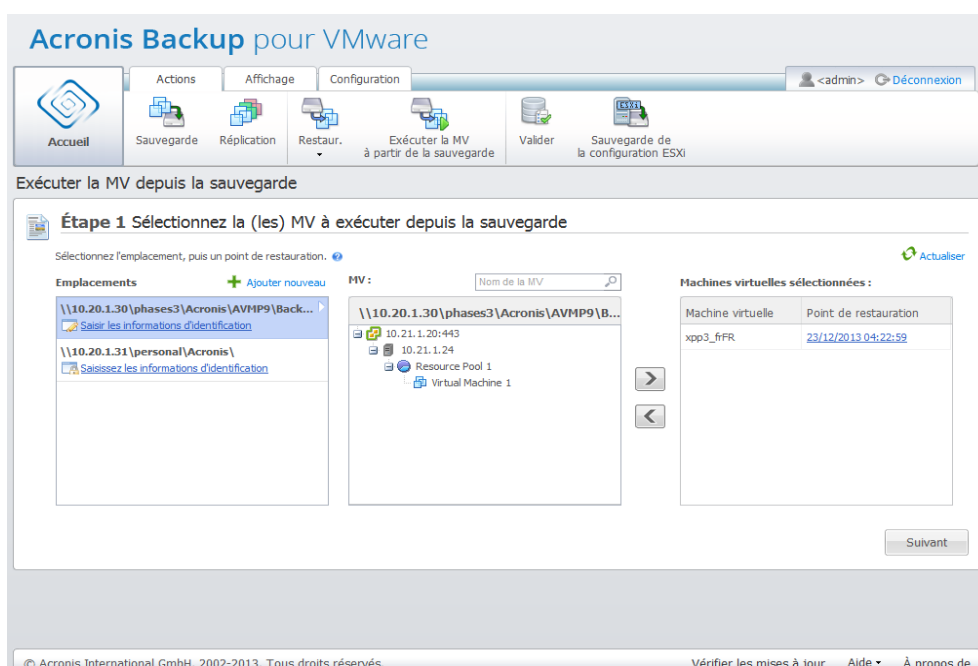 Acronis Backup pour VMware
Actions
Affichage
Configuration
<admin>
Déconnexion
Accueil
Sauvegarde
Réplication
Restaur.
Exécuter la MV
à partir de la sauvegarde
Valider
ESXi
Sauvegarde de
la configuration ESXi
Exécuter la MV depuis la sauvegarde
Étape 1 Sélectionnez la (les) MV à exécuter depuis la sauvegarde
Sélectionnez l'emplacement, puis un point de restauration.
Actualiser
Emplacements
Ajouter nouveau
MV :
Nom de la MV
Machines virtuelles sélectionnées :
\\10.20.1.30\phases3\Acronis\AVMP9\Back...
Saisir les informations d'identification
\\10.20.1.31\personal\Acronis\
Saisissez les informations d'identification
\\10.20.1.30\phases3\Acronis\AVMP9\B...
10.21.1.20:443
10.21.1.24
Resource Pool 1
Virtual Machine 1
Machine virtuelle
Point de restauration
xpp3_frFR
23/12/2013 04:22:59
Suivant
© Acronis International GmbH, 2002-2013. Tous droits réservés.
Vérifier les mises à jour
Aide
À propos de